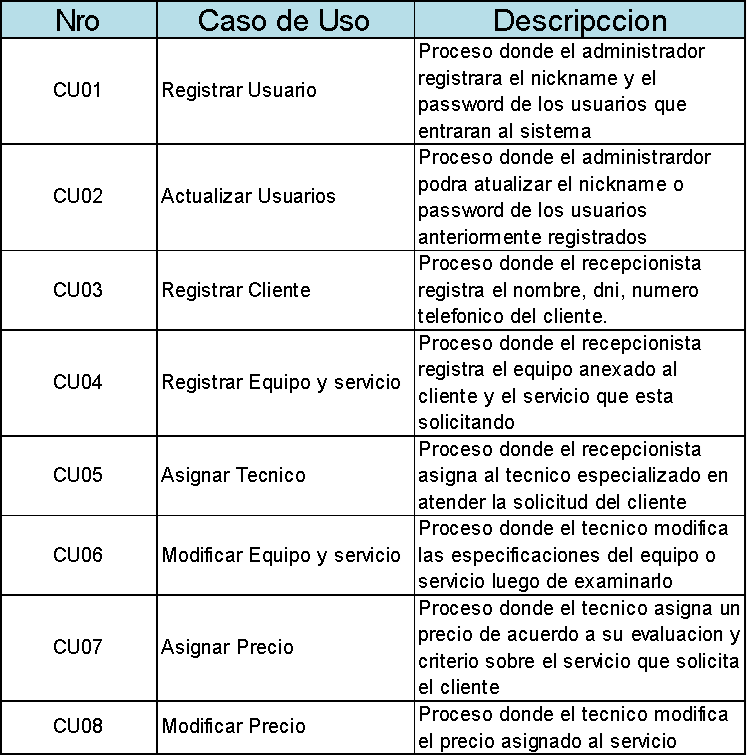 Nro Caso de Uso Descripccion
CU01 Registrar Usuario
Proceso donde el administrador
registrara el nickname y el
password de los usuarios que
entraran al sistema
CU02 Actualizar Usuarios
Proceso donde el administrardor
podra atualizar el nickname o
password de los usuarios
anteriormente registrados
CU03 Registrar Cliente
Proceso donde el recepcionista
registra el nombre, dni, numero
telefonico del cliente.
CU04 Registrar Equipo y servicio
Proceso donde el recepcionista
registra el equipo anexado al
cliente y el servicio que esta
solicitando
CU05 Asignar Tecnico
Proceso donde el recepcionista
asigna al tecnico especializado en
atender la solicitud del cliente
CU06 Modificar Equipo y servicio
Proceso donde el tecnico modifica
las especificaciones del equipo o
servicio luego de examinarlo
CU07 Asignar Precio
Proceso donde el tecnico asigna un
precio de acuerdo a su evaluacion y
criterio sobre el servicio que solicita
el cliente
CU08 Modificar Precio
Proceso donde el tecnico modifica
el precio asignado al servicio